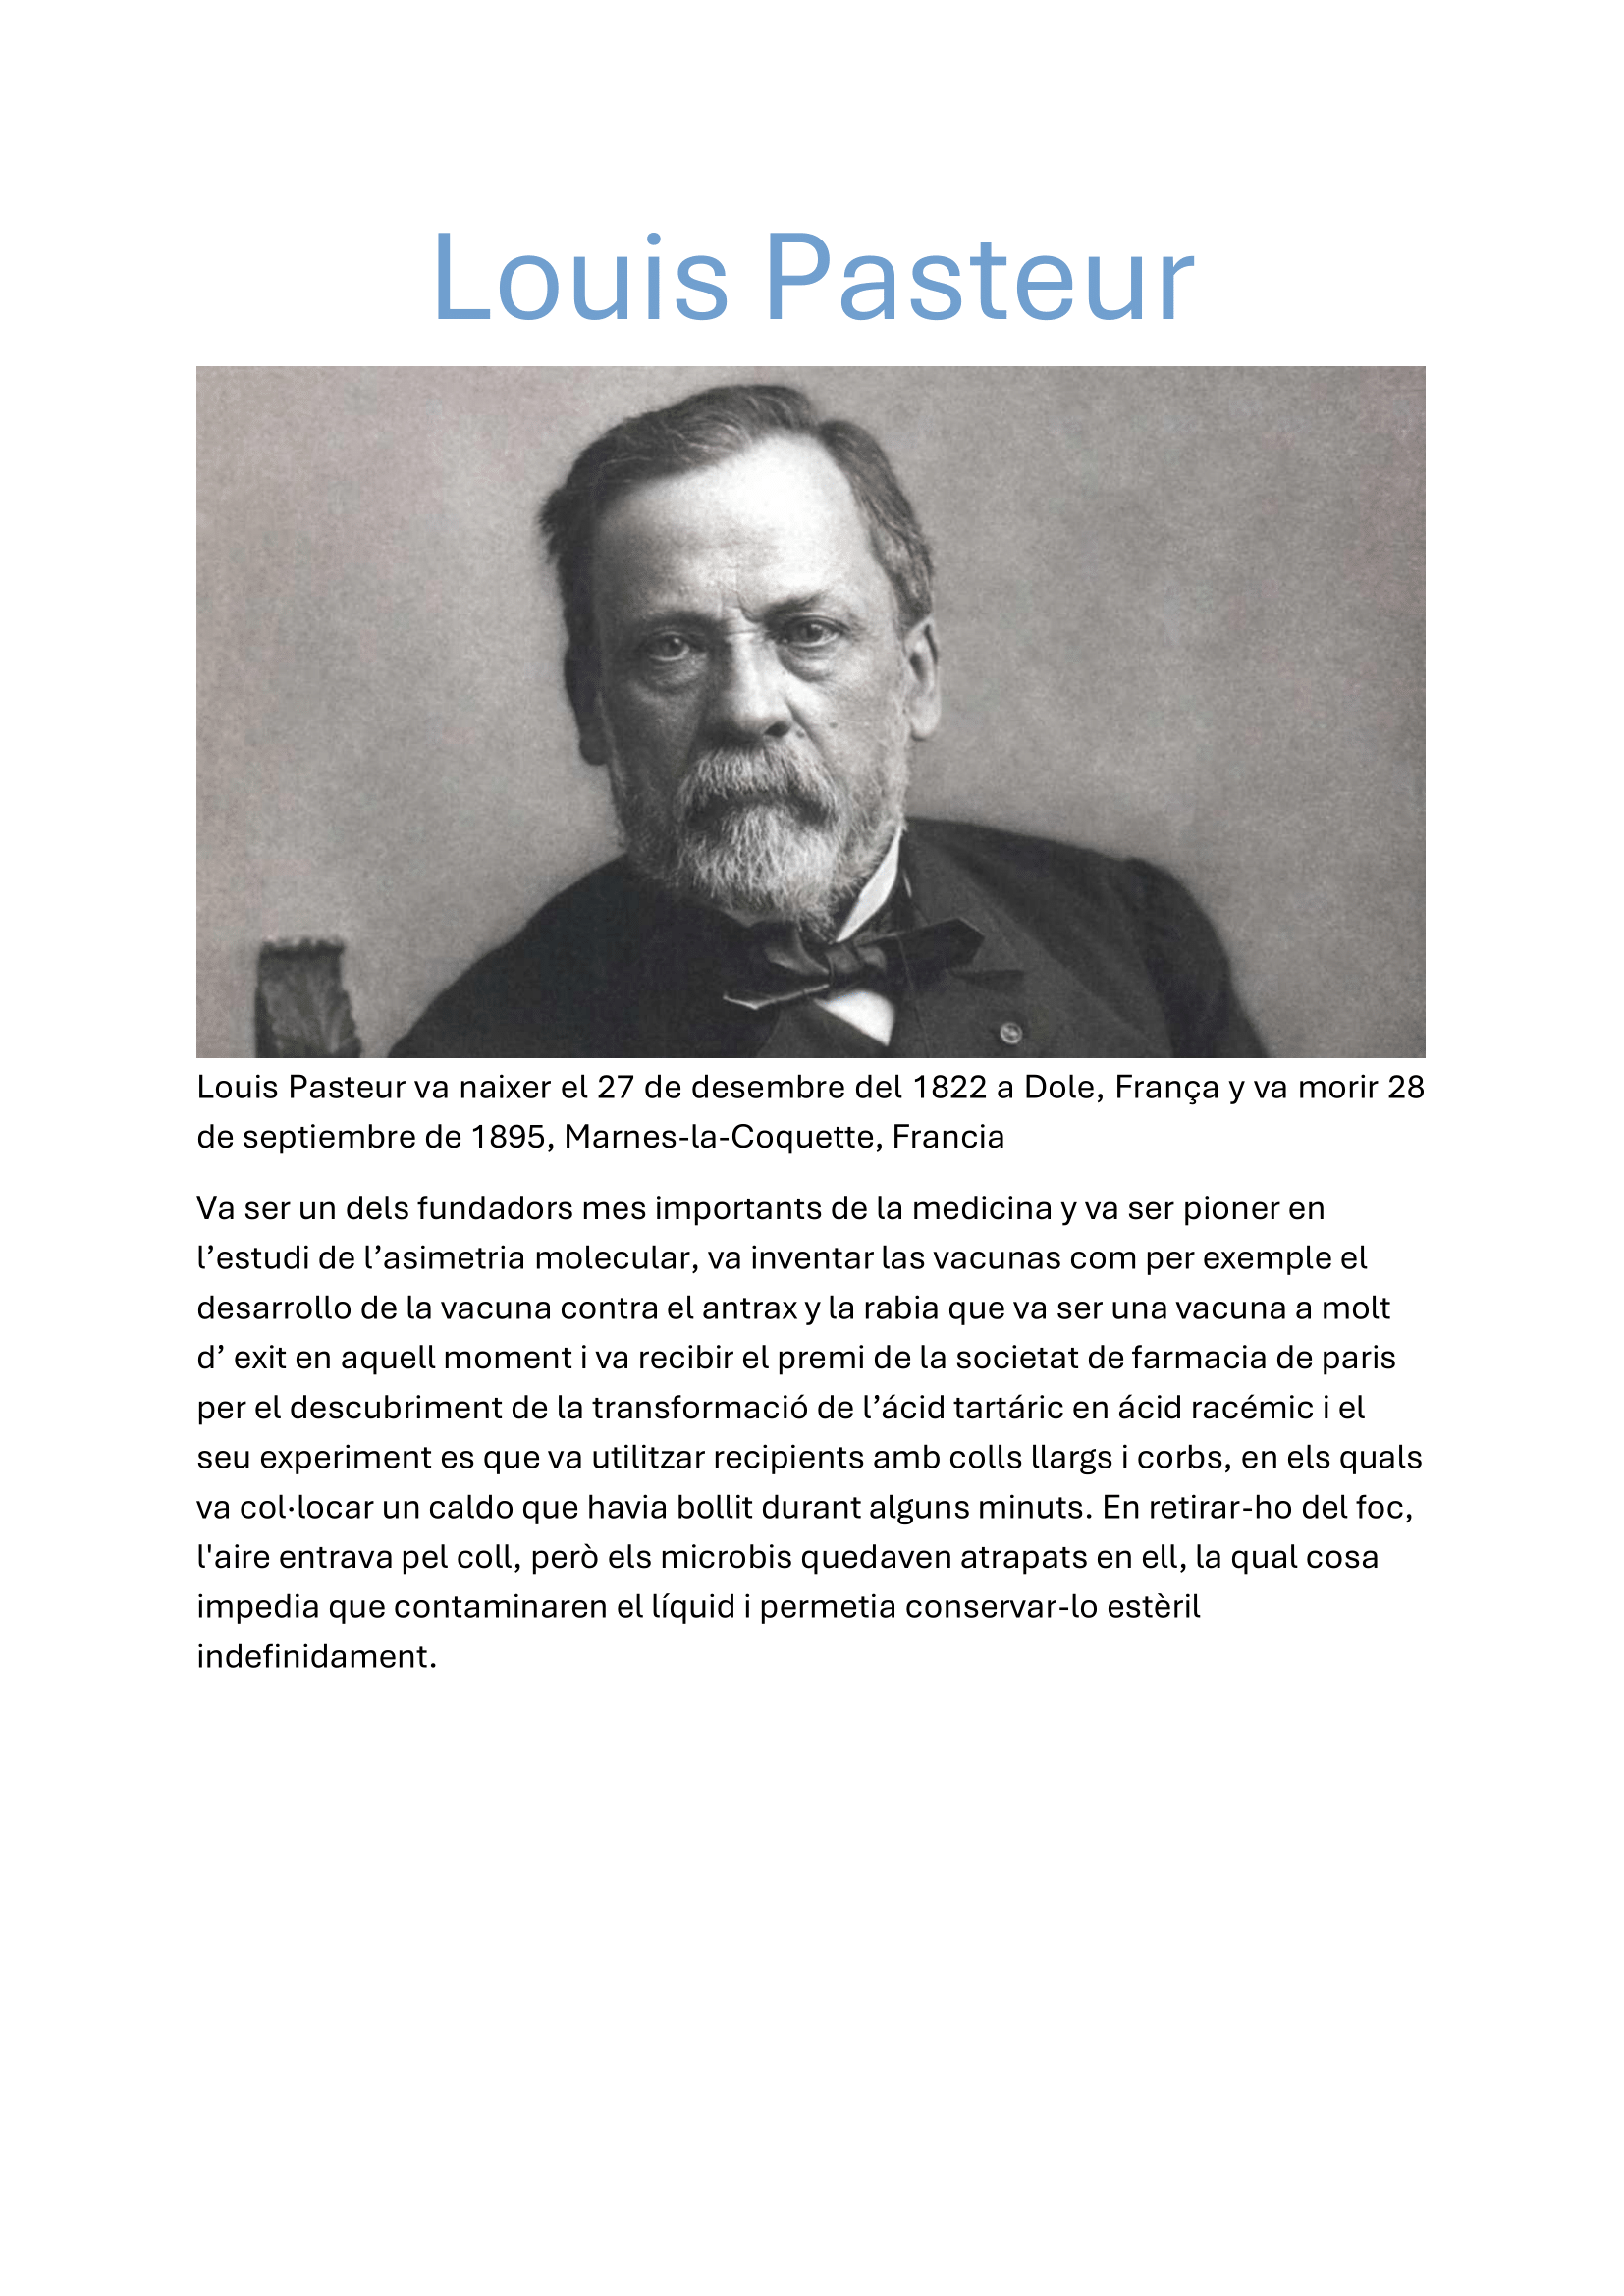 Louis Pasteur
Louis Pasteur va naixer el 27 de desembre del 1822 a Dole, França y va morir 28
de septiembre de 1895, Marnes-la-Coquette, Francia
Va ser un dels fundadors mes importants de la medicina y va ser pioner en
l’estudi de l’asimetria molecular, va inventar las vacunas com per exemple el
desarrollo de la vacuna contra el antrax y la rabia que va ser una vacuna a molt
d’ exit en aquell moment i va recibir el premi de la societat de farmacia de paris
per el descubriment de la transformació de l’ácid tartáric en ácid racémic i el
seu experiment es que va utilitzar recipients amb colls llargs i corbs, en els quals
va col·locar un caldo que havia bollit durant alguns minuts. En retirar-ho del foc,
l'aire entrava pel coll, però els microbis quedaven atrapats en ell, la qual cosa
impedia que contaminaren el líquid i permetia conservar-lo estèril
indefinidament.